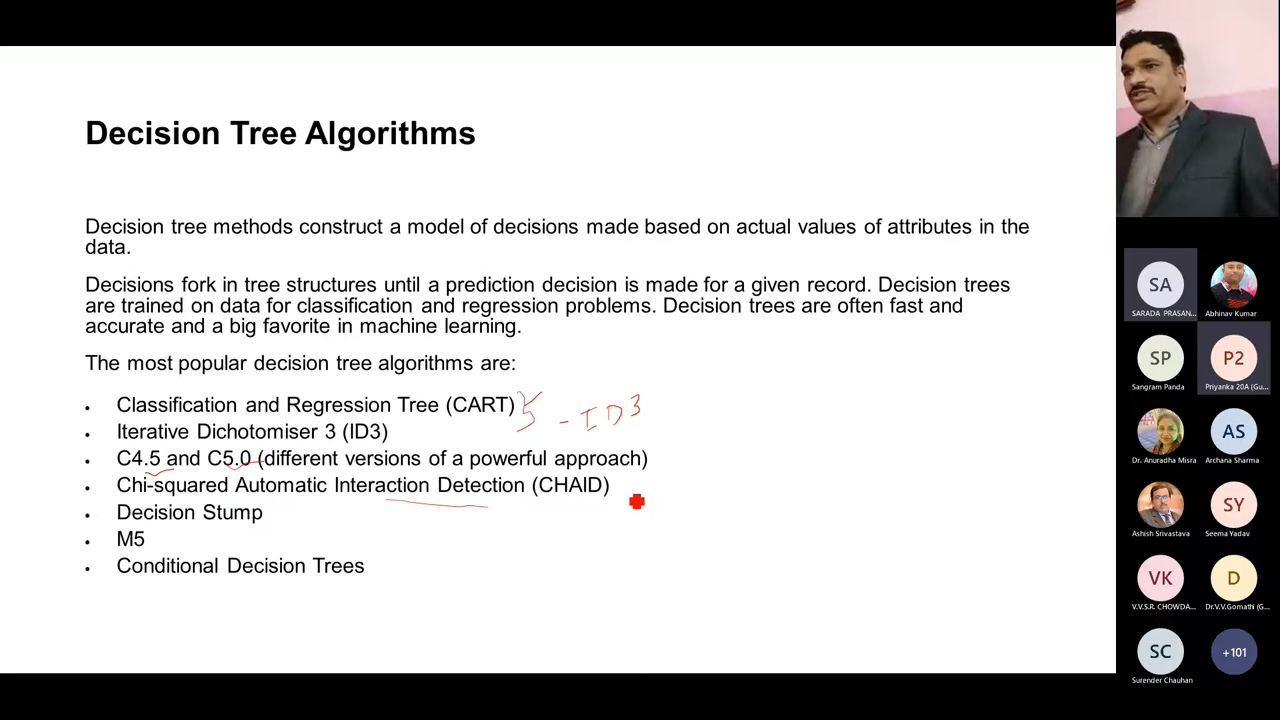 Decision Tree Algorithms
Decision tree methods construct a model of decisions made based on actual values of attributes in the
data.
Decisions fork in tree structures until a prediction decision is made for a given record. Decision trees
are trained on data for classification and regression problems. Decision trees are often fast and
accurate and a big favorite in machine learning.
The most popular decision tree algorithms are:
• Classification and Regression Tree (CART)
- ID3
• Iterative Dichotomiser 3 (ID3)
• C4.5 and C5.0 (different versions of a powerful approach)
• Chi-squared Automatic Interaction Detection (CHAID)
• Decision Stump
• M5
• Conditional Decision Trees
SA
SARADA PRASAN...
Abhinav Kumar
SP
Sangram Panda
P2
Priyanka 20A (Gu...
Dr. Anuradha Misra
AS
Archana Sharma
Ashish Srivastava
SY
Seema Yadav
VK
V.V.S.R. CHOWDA...
D
Dr.V.V.Gomathi (G...
SC
Surender Chauhan
+101